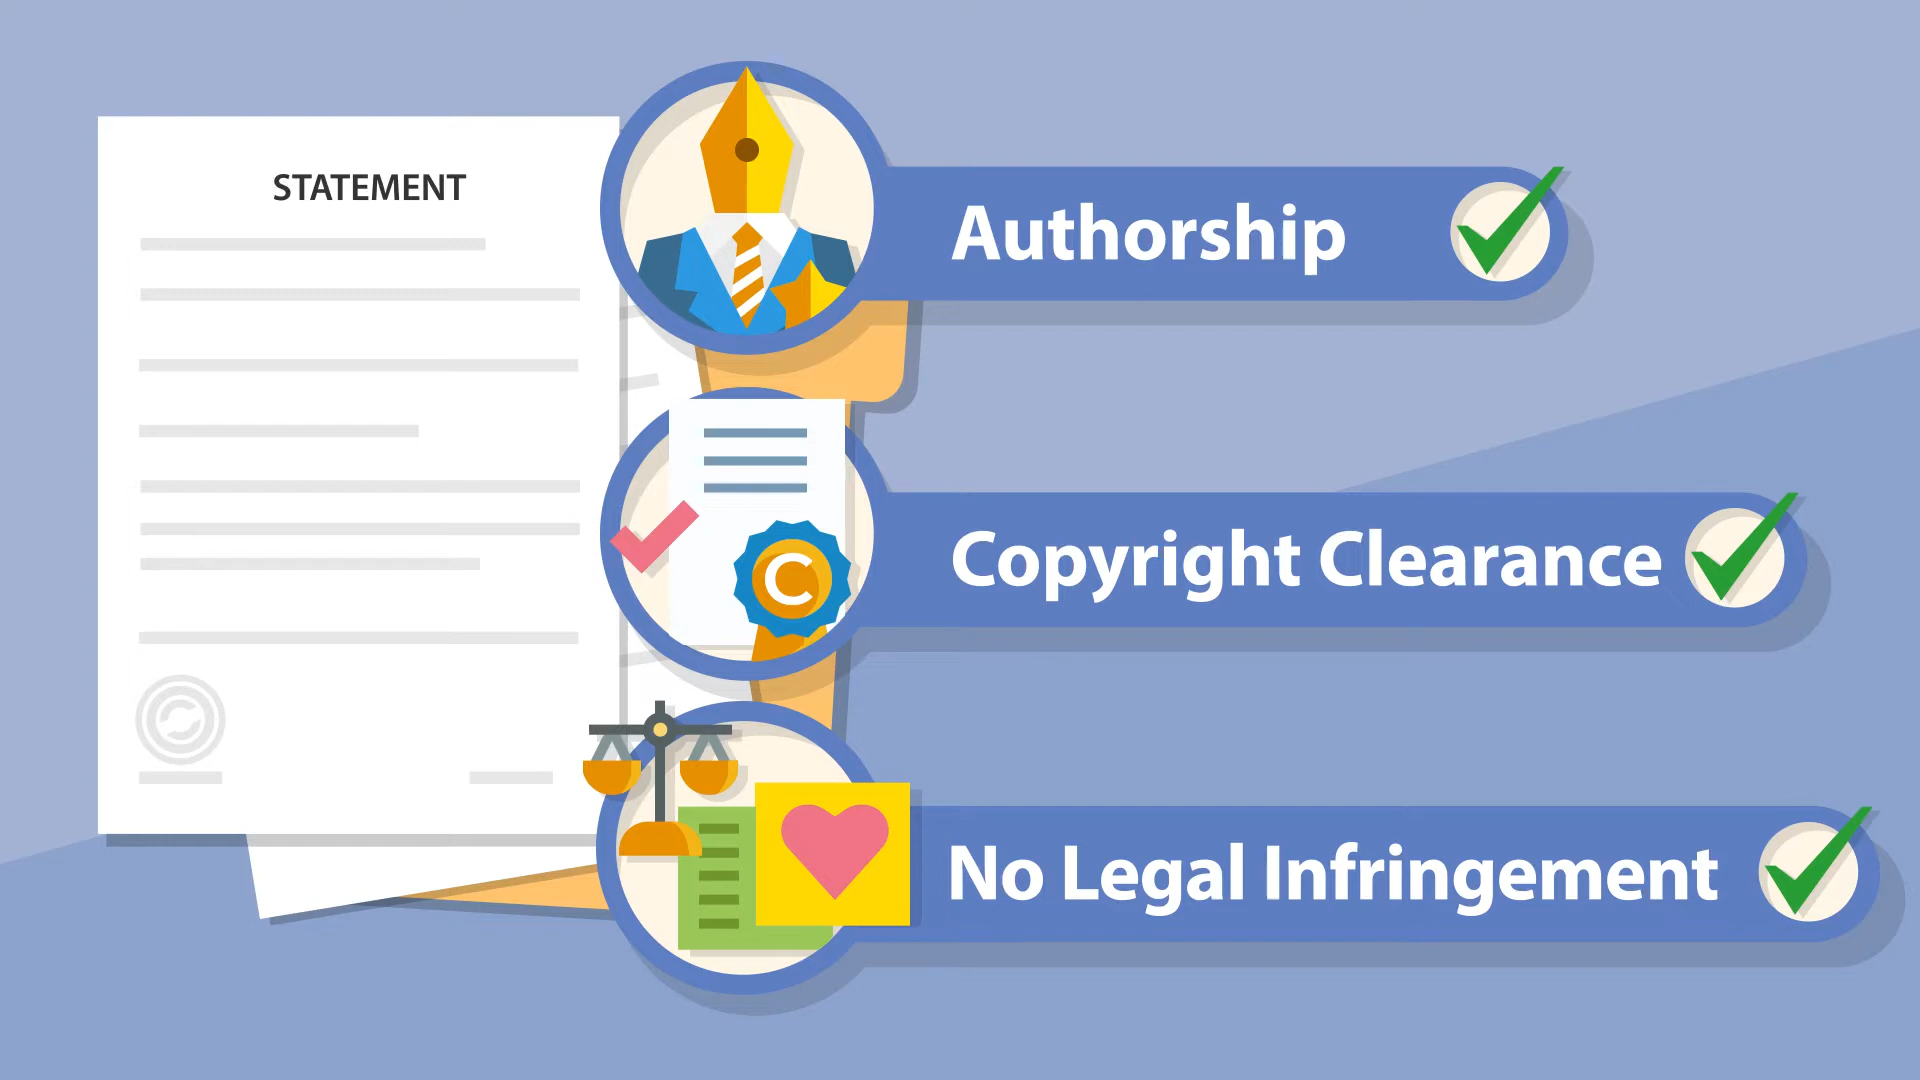 STATEMENT
Authorship
Copyright Clearance
C
No Legal Infringement